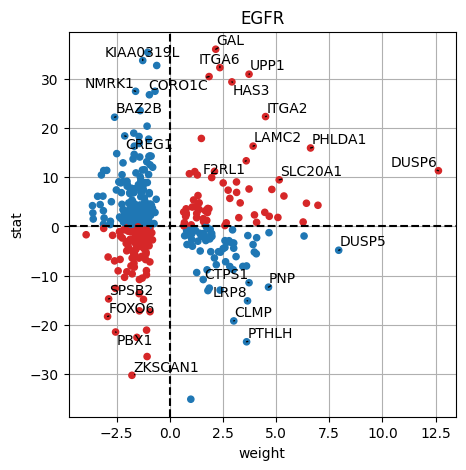 EGFR
GAL
KIAA0319L
ITGA6
UPP1
NMRK1
CORO1C
HAS3
BAZ2B
ITGA2
CREG1
LAMC2
PHLDA1
DUSP6
F2RL1
SLC20A1
DUSP5
CTPS1
PNP
SPSB2
LRP8
FOXO6
CLMP
PBX1
PTHLH
ZKSCAN1
30
20
10
0
−10
−20
−30
stat
−2.5 0.0 2.5 5.0 7.5 10.0 12.5
weight